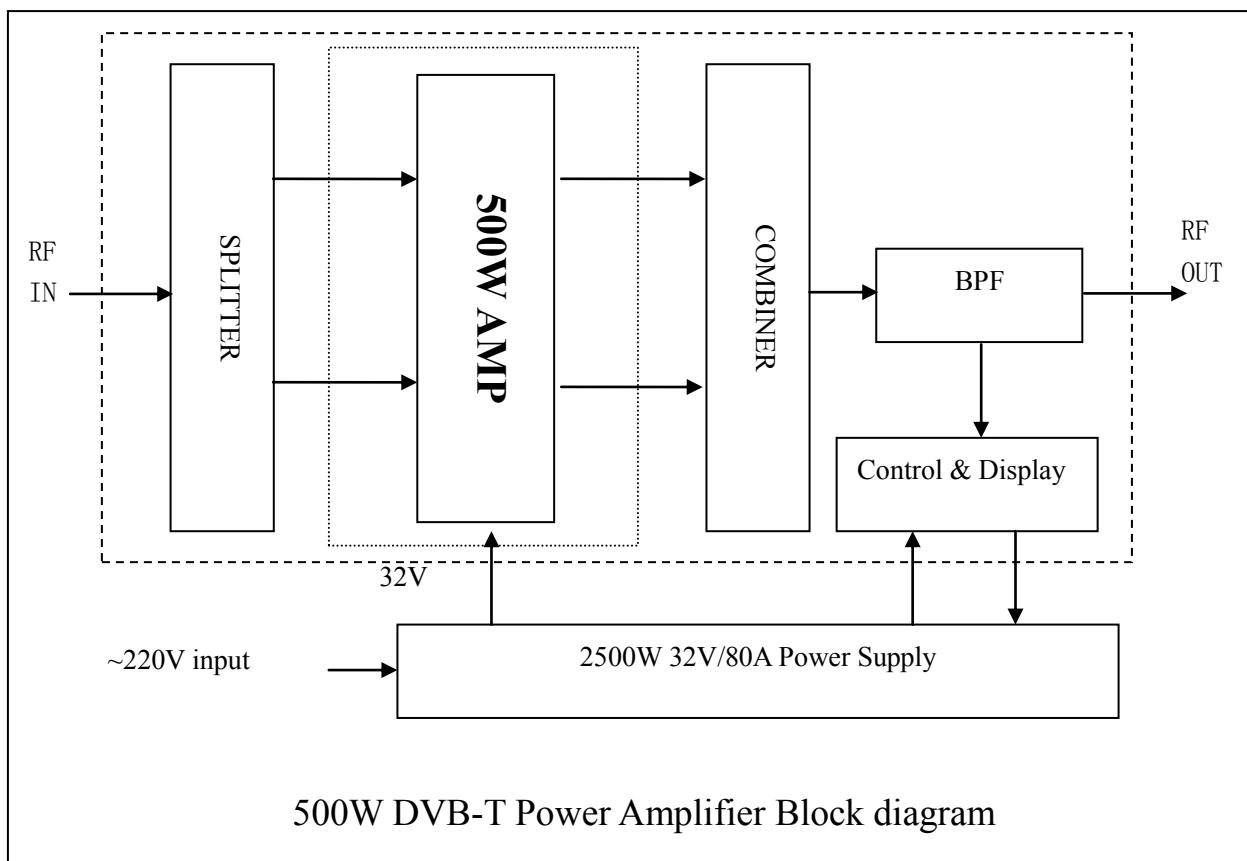 RF
IN
SPLITTER
500W AMP
COMBINER
BPF
RF
OUT
Control & Display
32V
~220V input
2500W 32V/80A Power Supply
500W DVB-T Power Amplifier Block diagram